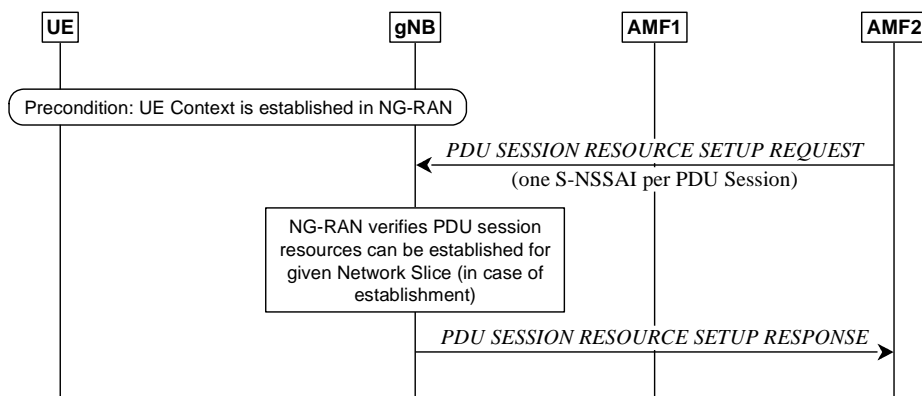 UE gNB AMF1 AMF2
Precondition: UE Context is established in NG-RAN
PDU SESSION RESOURCE SETUP REQUEST
(one S-NSSAI per PDU Session)
NG-RAN verifies PDU session
resources can be established for
given Network Slice (in case of
establishment)
PDU SESSION RESOURCE SETUP RESPONSE